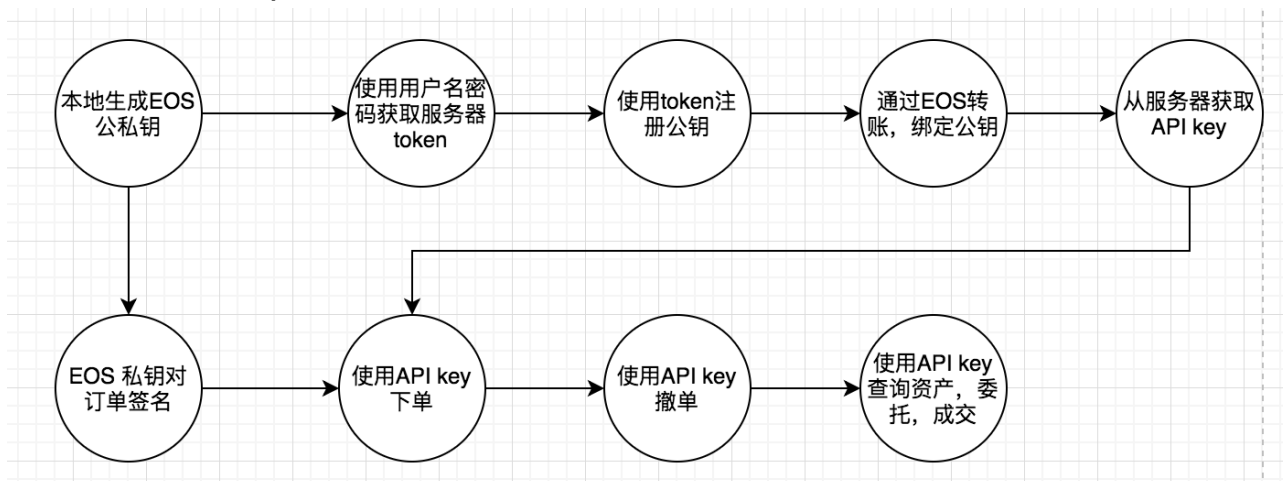 本地生成EOS
公私钥
使用用户名密
码获取服务器
token
使用token注
册公钥
通过EOS转
账，绑定公钥
从服务器获取
API key
EOS 私钥对
订单签名
使用API key
下单
使用API key
撤单
使用API key
查询资产，委
托，成交